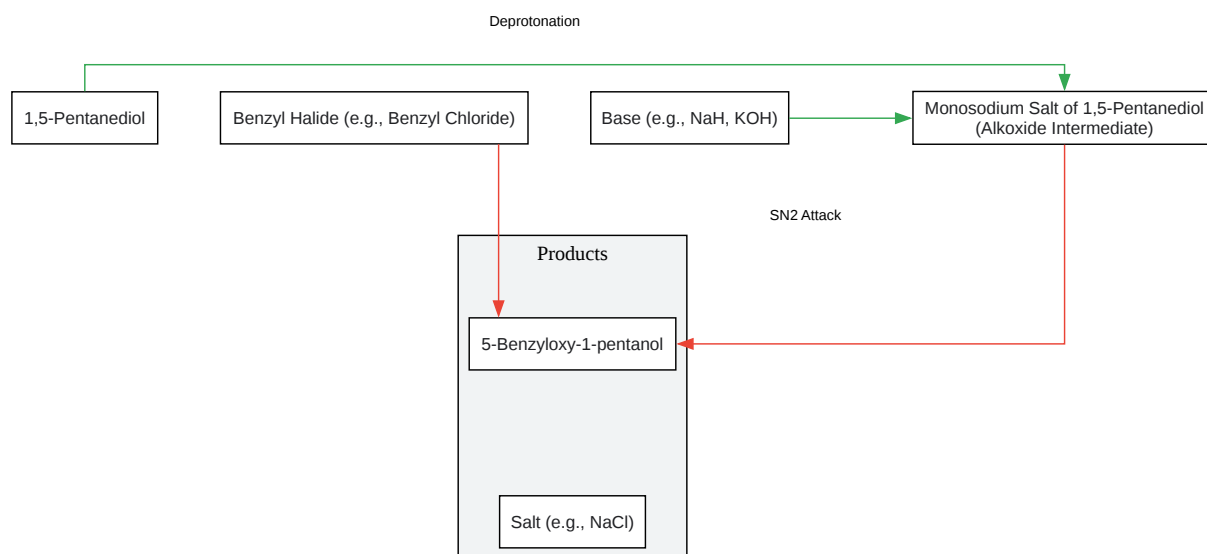 Deprotonation
1,5-Pentanediol
Benzyl Halide (e.g., Benzyl Chloride)
Base (e.g., NaH, KOH)
Monosodium Salt of 1,5-Pentanediol
(Alkoxide Intermediate)
SN2 Attack
Products
5-Benzyloxy-1-pentanol
Salt (e.g., NaCl)